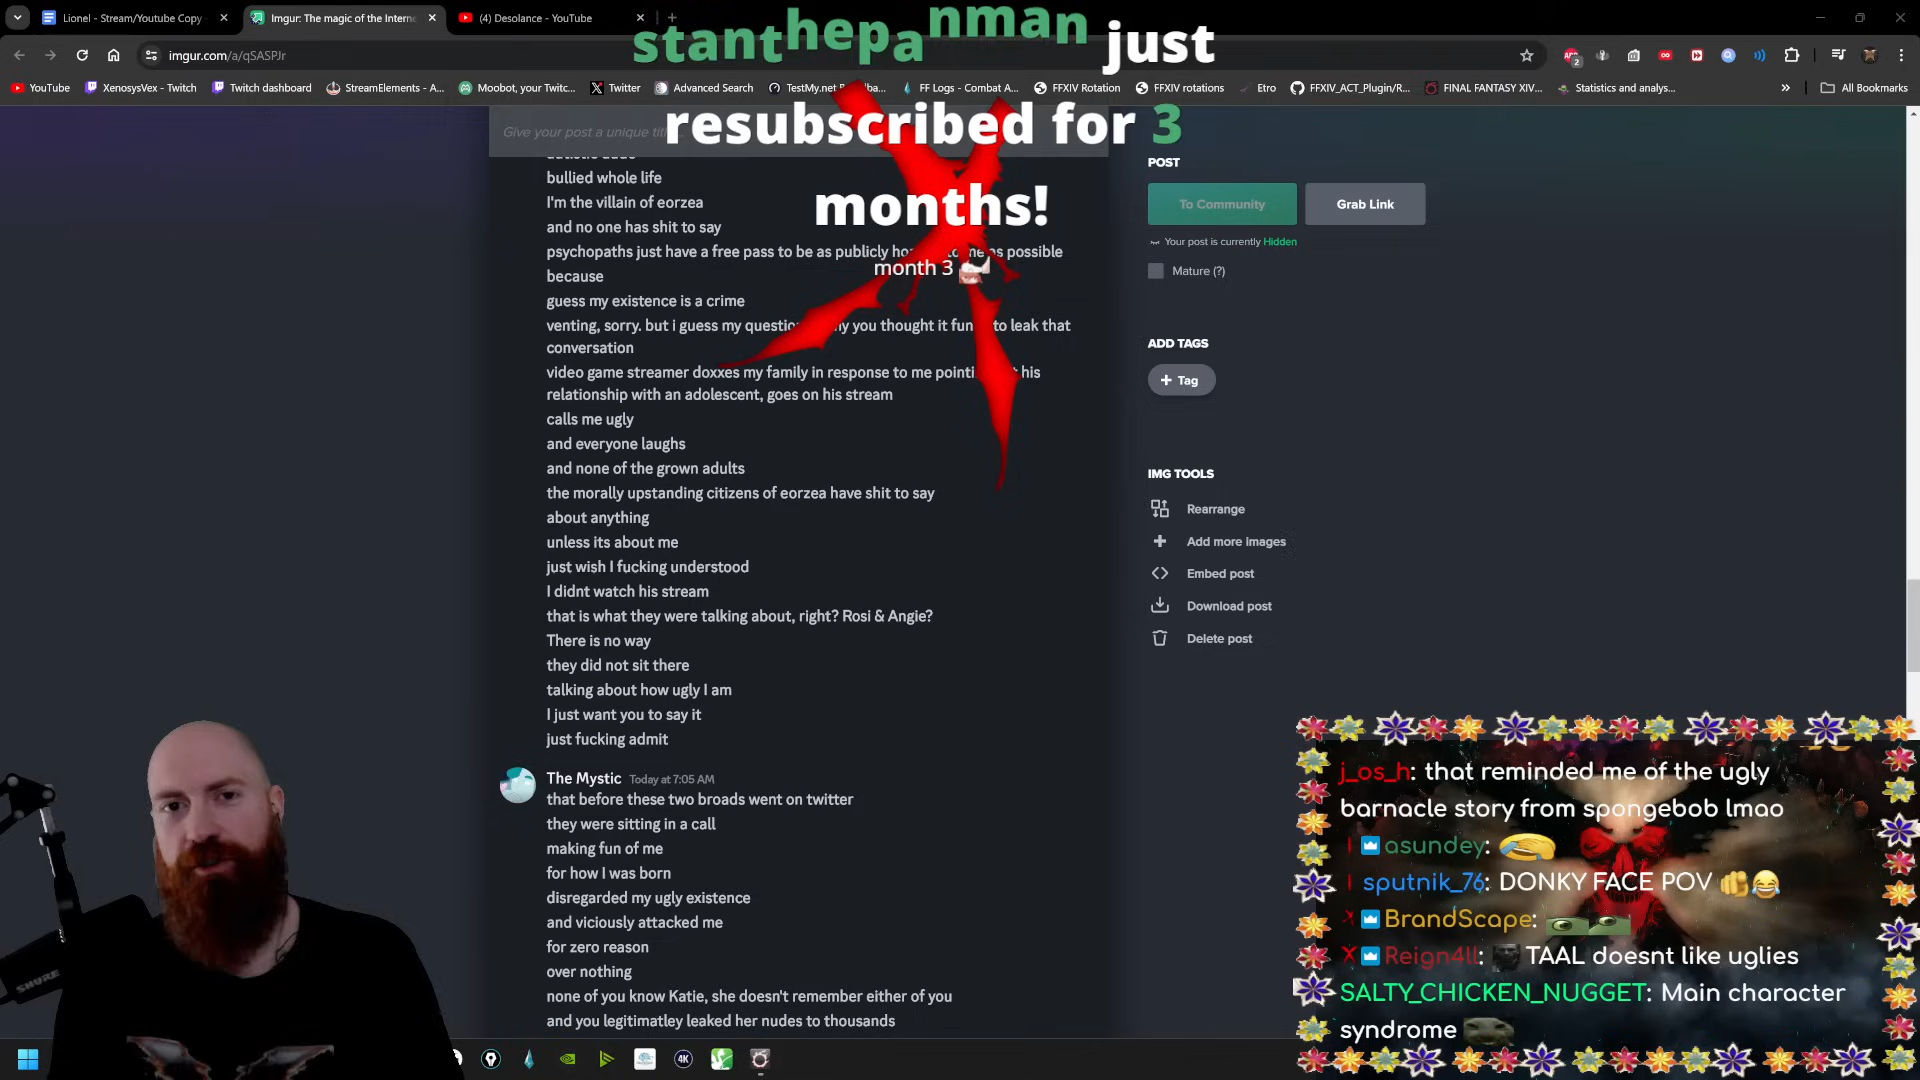 Lionel - Stream/Youtube Copy
Imgur: The magic of the Interne
(4) Desolance - YouTube
imgur.com/a/qSASPJr
stanthepanman just
resubscribed for 3
months!
month 3
YouTube
XenosysVex - Twitch
Twitch dashboard
StreamElements - A...
Moobot, your Twitc...
Twitter
Advanced Search
TestMy.net
FF Logs - Combat A...
FFXIV Rotation
FFXIV rotations
Etro
FFXIV_ACT_Plugin/R...
FINAL FANTASY XIV...
Statistics and analys...
All Bookmarks
Give your post a unique
bullied whole life
I'm the villain of eorzea
and no one has shit to say
psychopaths just have a free pass to be as publicly possible
because
guess my existence is a crime
venting, sorry. but i guess my you thought it to leak that
conversation
video game streamer doxxes my family in response to me his
relationship with an adolescent, goes on his stream
calls me ugly
and everyone laughs
and none of the grown adults
the morally upstanding citizens of eorzea have shit to say
about anything
unless its about me
just wish I fucking understood
I didnt watch his stream
that is what they were talking about, right? Rosi & Angie?
There is no way
they did not sit there
talking about how ugly I am
I just want you to say it
just fucking admit
The Mystic Today at 7:05 AM
that before these two broads went on twitter
they were sitting in a call
making fun of me
for how I was born
disregarded my ugly existence
and viciously attacked me
for zero reason
over nothing
none of you know Katie, she doesn't remember either of you
and you legitimatley leaked her nudes to thousands
POST
To Community
Grab Link
Your post is currently Hidden
Mature (?)
ADD TAGS
+ Tag
IMG TOOLS
Rearrange
Add more images
Embed post
Download post
Delete post
j_os_h: that reminded me of the ugly
barnacle story from spongebob lmao
asundey:
sputnik_76: DONKY FACE POV
BrandScape:
Reign4ll: TAAL doesnt like uglies
SALTY_CHICKEN_NUGGET: Main character
syndrome
SHURE
4K